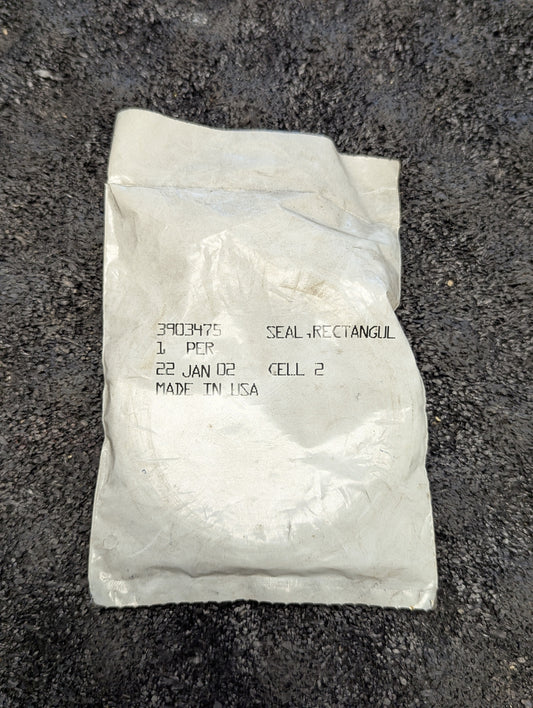 3903475 SEAL,RECTANGUL
1 PER
22 JAN 02 CELL 2
MADE IN USA